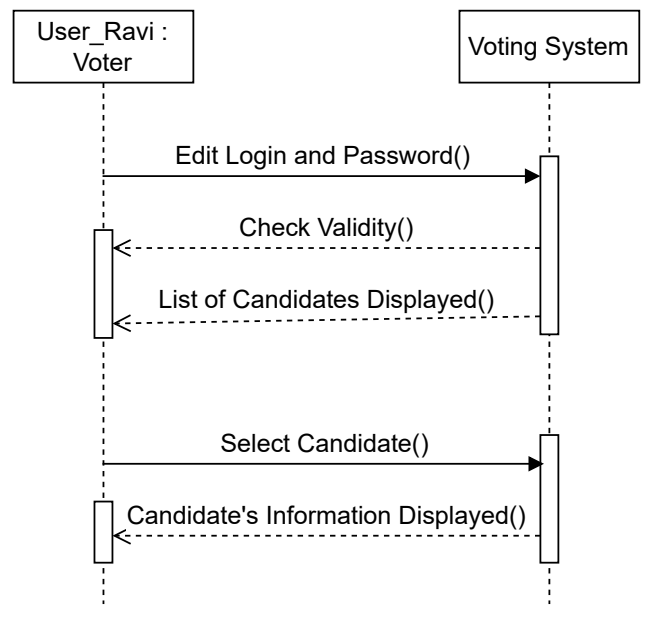 User_Ravi :
Voter
Voting System
Edit Login and Password()
Check Validity()
List of Candidates Displayed()
Select Candidate()
Candidate's Information Displayed()